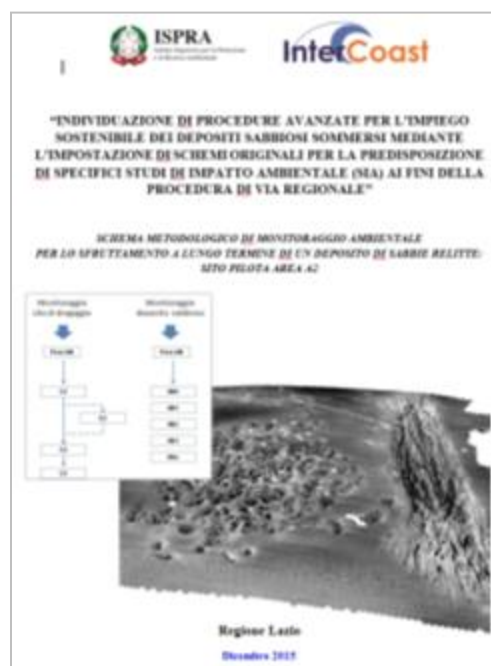 ISPRA
InterCoast
“INDIVIDUAZIONE DI PROCEDURE AVANZATE PER L’IMPIEGO
SOSTENIBILE DEI DEPOSITI SABBIOSI SOMMERSI MEDIANTE
L’IMPOSTAZIONE DI SCHEMI ORIGINALI PER LA PREDISPOSIZIONE
DI SPECIFICI STUDI DI IMPATTO AMBIENTALE (SIA) AI FINI DELLA
PROCEDURA DI VIA REGIONALE”
SCHEMA METODOLOGICO DI MONITORAGGIO AMBIENTALE
PER LO SFRUTTAMENTO A LUNGO TERMINE DI UN DEPOSITO DI SABBIE RELITTE:
SITO PILOTA AREA A2
Monitoraggio
Monitoraggio
Regione Lazio
Dicembre 2015